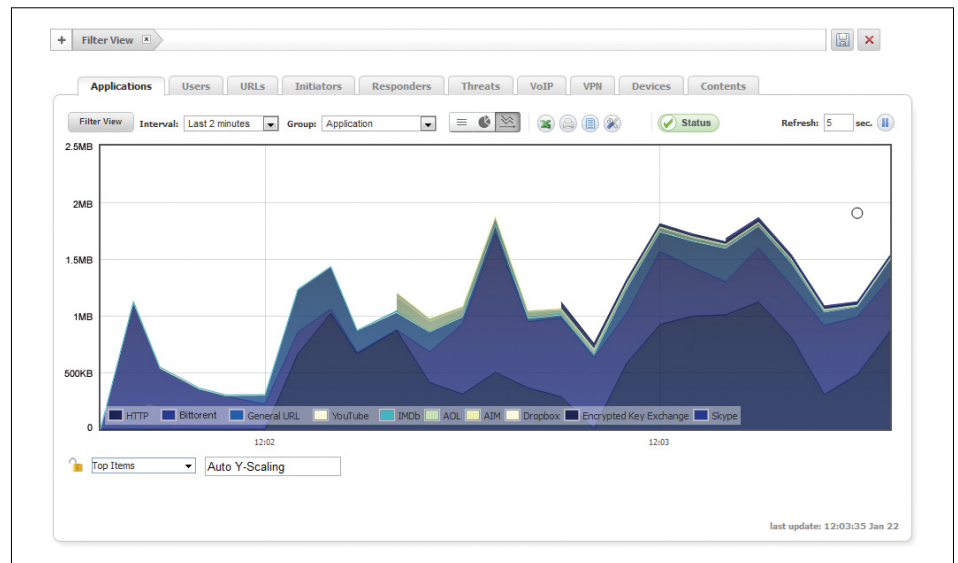 + Filter View x
Applications Users URLs Initiators Responders Threats VoIP VPN Devices Contents
Filter View Interval: Last 2 minutes Group: Application Status Refresh: 5 sec.
2.5MB
2MB
1.5MB
1MB
500KB
0
HTTP Bittorent General URL YouTube IMDb AOL AIM Dropbox Encrypted Key Exchange Skype
12:02 12:03
Top Items Auto Y-Scaling
last update: 12:03:35 Jan 22